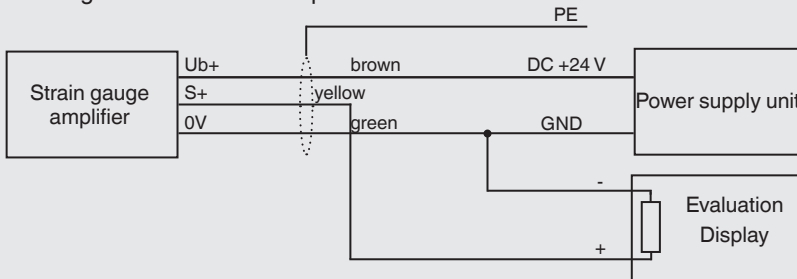 PE
Ub+ brown DC +24 V
Strain gauge
amplifier
S+ yellow
Power supply unit
0V green GND
-
Evaluation
Display
+